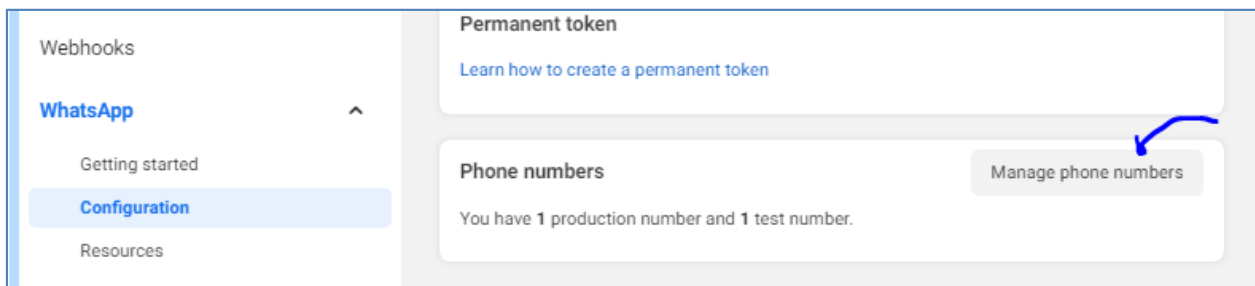 Webhooks
WhatsApp
Getting started
Configuration
Resources
Permanent token
Learn how to create a permanent token
Phone numbers
Manage phone numbers
You have 1 production number and 1 test number.